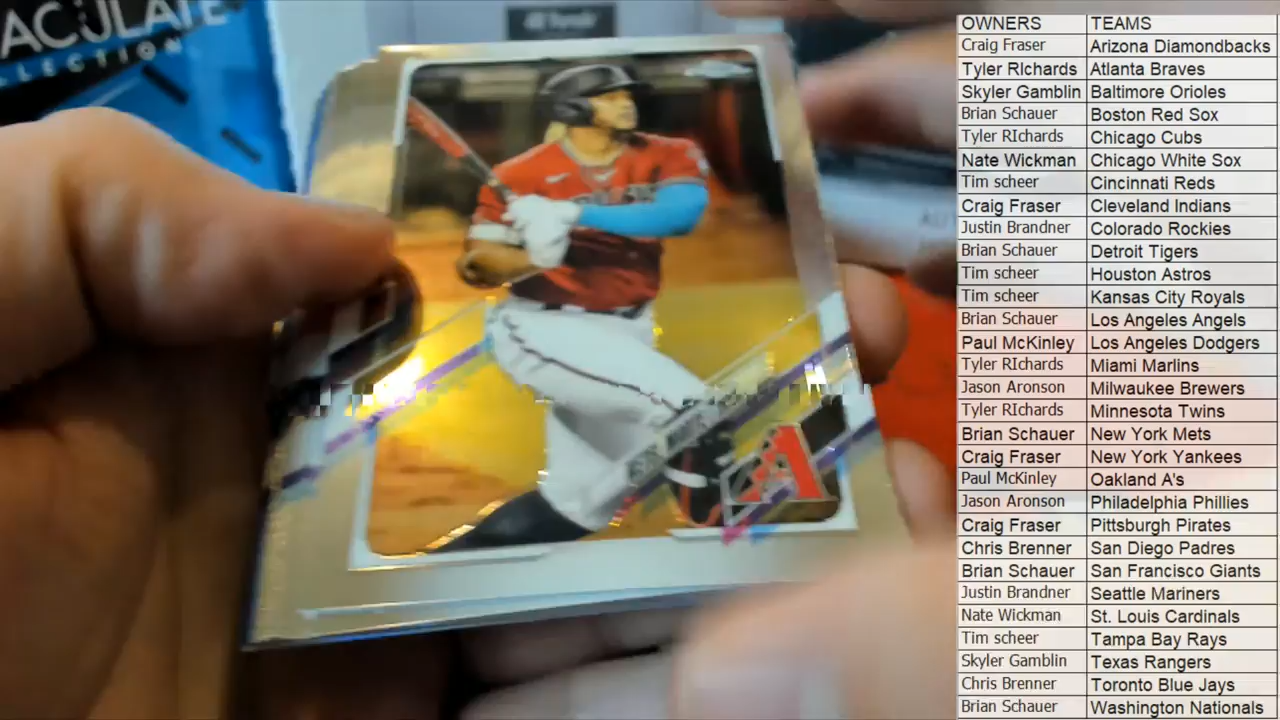 ACULATE
LLECTION
OWNERS TEAMS
Craig Fraser Arizona Diamondbacks
Tyler RIchards Atlanta Braves
Skyler Gamblin Baltimore Orioles
Brian Schauer Boston Red Sox
Tyler RIchards Chicago Cubs
Nate Wickman Chicago White Sox
Tim scheer Cincinnati Reds
Craig Fraser Cleveland Indians
Justin Brandner Colorado Rockies
Brian Schauer Detroit Tigers
Tim scheer Houston Astros
Tim scheer Kansas City Royals
Brian Schauer Los Angeles Angels
Paul McKinley Los Angeles Dodgers
Tyler RIchards Miami Marlins
Jason Aronson Milwaukee Brewers
Tyler RIchards Minnesota Twins
Brian Schauer New York Mets
Craig Fraser New York Yankees
Paul McKinley Oakland A's
Jason Aronson Philadelphia Phillies
Craig Fraser Pittsburgh Pirates
Chris Brenner San Diego Padres
Brian Schauer San Francisco Giants
Justin Brandner Seattle Mariners
Nate Wickman St. Louis Cardinals
Tim scheer Tampa Bay Rays
Skyler Gamblin Texas Rangers
Chris Brenner Toronto Blue Jays
Brian Schauer Washington Nationals